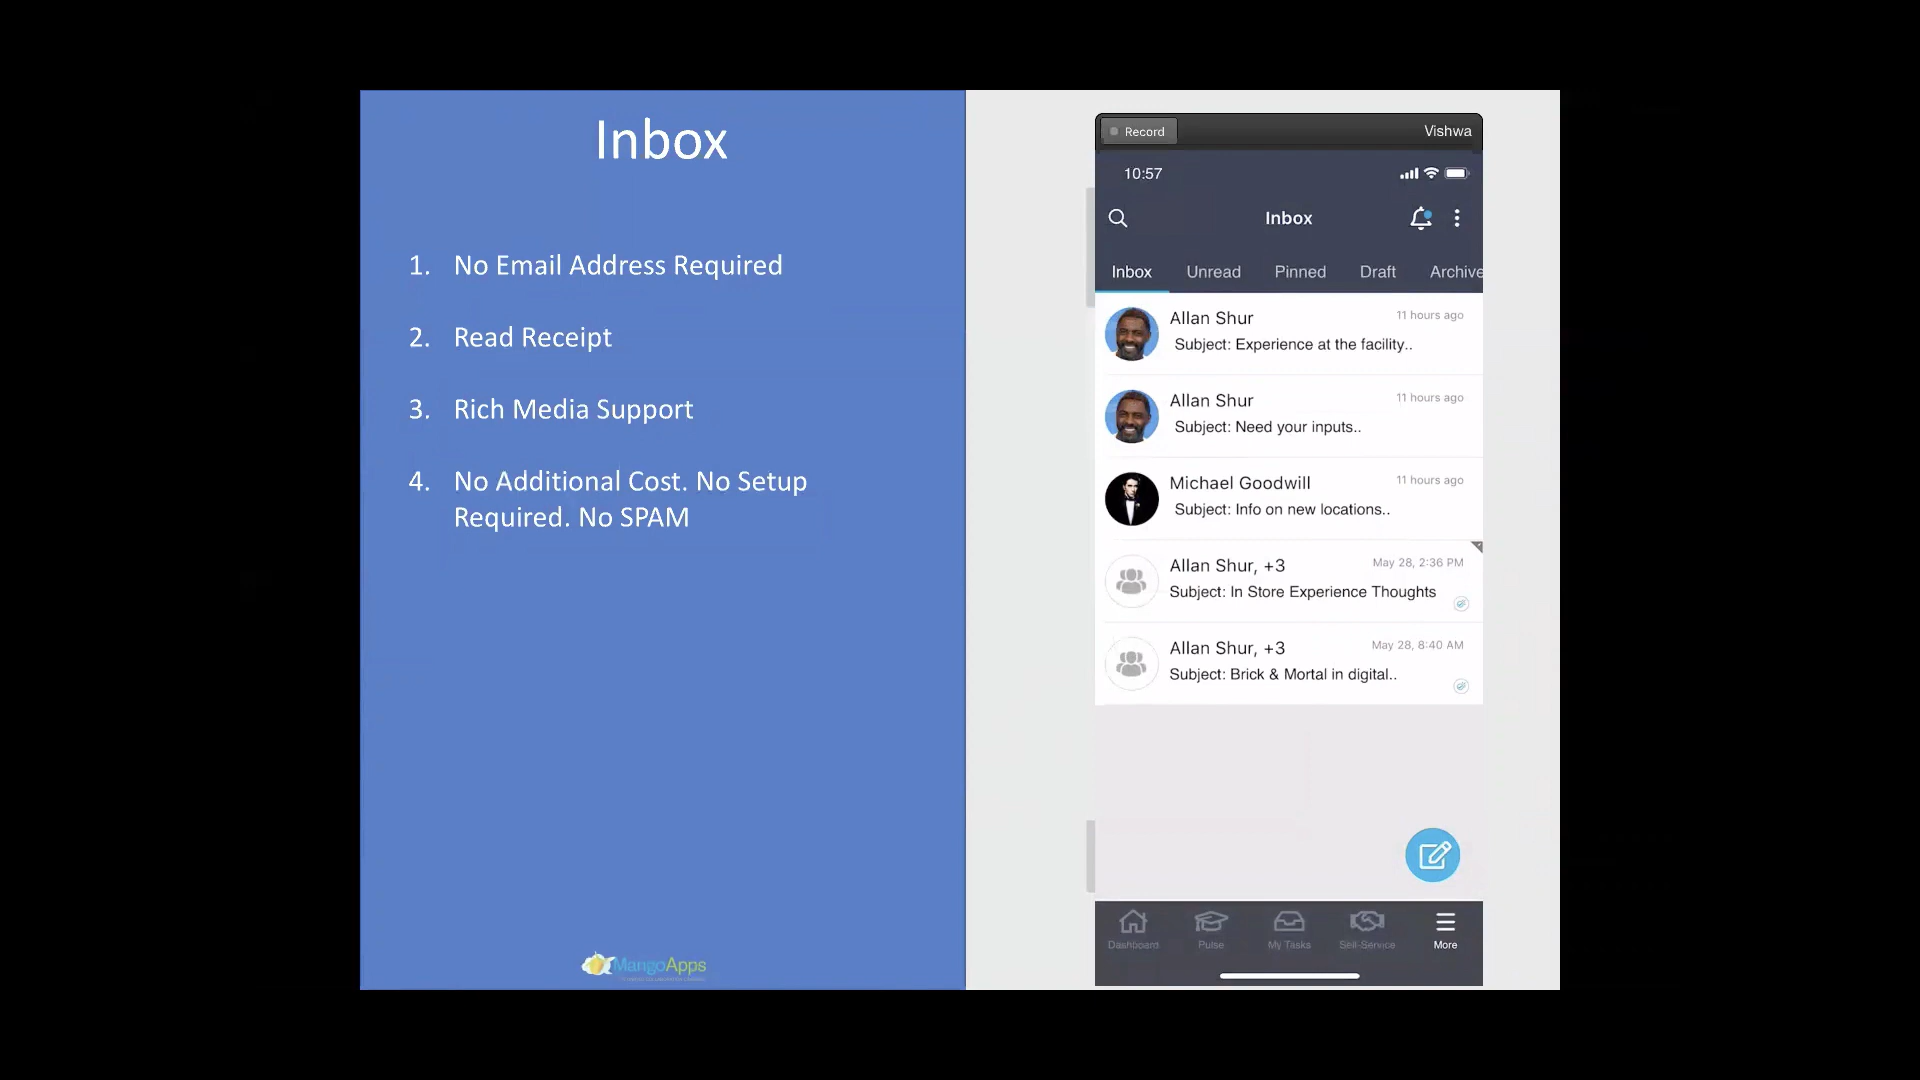 Inbox
1. No Email Address Required
2. Read Receipt
3. Rich Media Support
4. No Additional Cost. No Setup
Required. No SPAM
MangoApps
Record
Vishwa
10:57
Inbox
Inbox Unread Pinned Draft Archive
Allan Shur 11 hours ago
Subject: Experience at the facility..
Allan Shur 11 hours ago
Subject: Need your inputs..
Michael Goodwill 11 hours ago
Subject: Info on new locations..
Allan Shur, +3 May 28, 2:36 PM
Subject: In Store Experience Thoughts
Allan Shur, +3 May 28, 8:40 AM
Subject: Brick & Mortal in digital..
Dashboard Pulse My Tasks Self-Service More